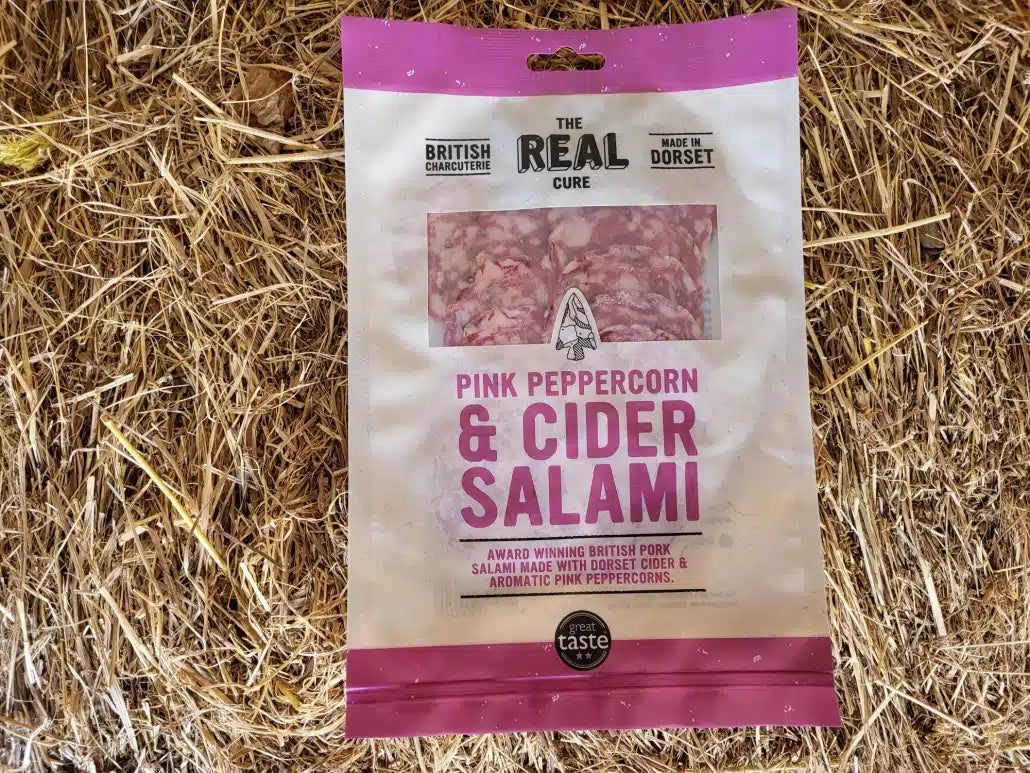 THE
REAL
CURE
BRITISH
CHARCUTERIE
MADE IN
DORSET
PINK PEPPERCORN
& CIDER
SALAMI
AWARD WINNING BRITISH PORK
SALAMI MADE WITH DORSET CIDER &
AROMATIC PINK PEPPERCORNS.
great
taste